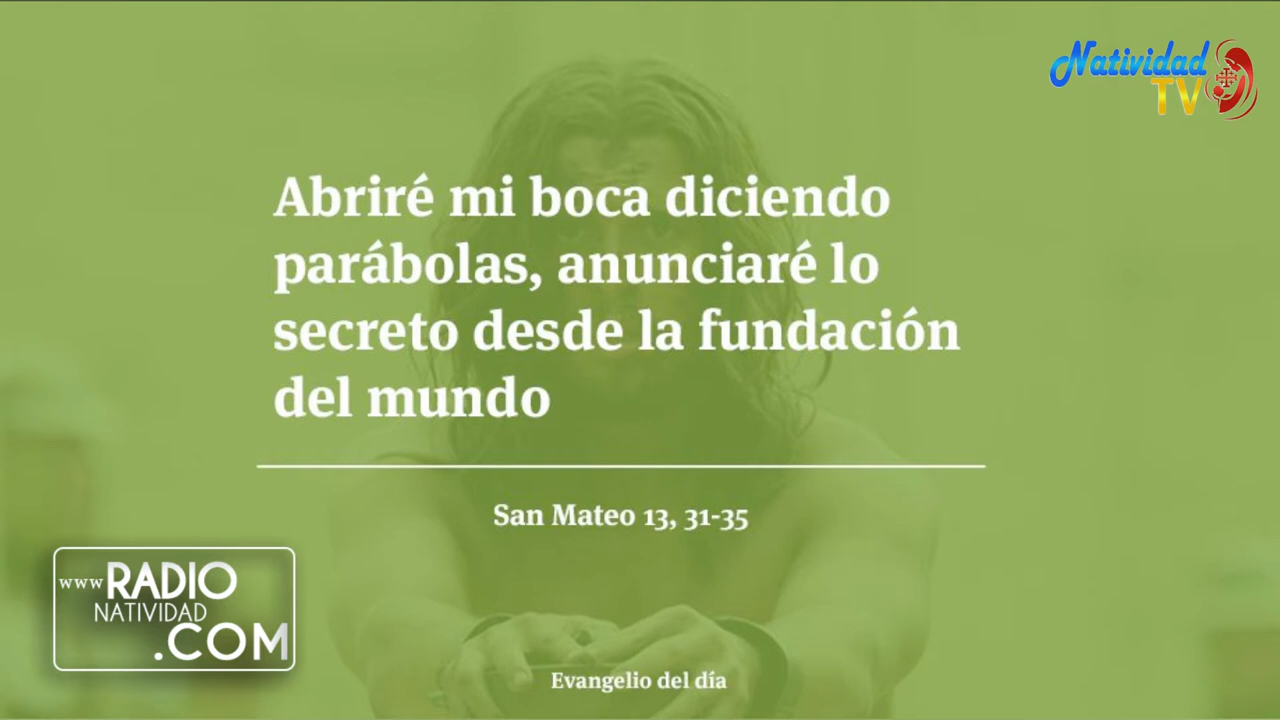 Natividad
TV
Abriré mi boca diciendo
parábolas, anunciaré lo
secreto desde la fundación
del mundo
San Mateo 13, 31-35
www RADIO
NATIVIDAD
.COM
Evangelio del día